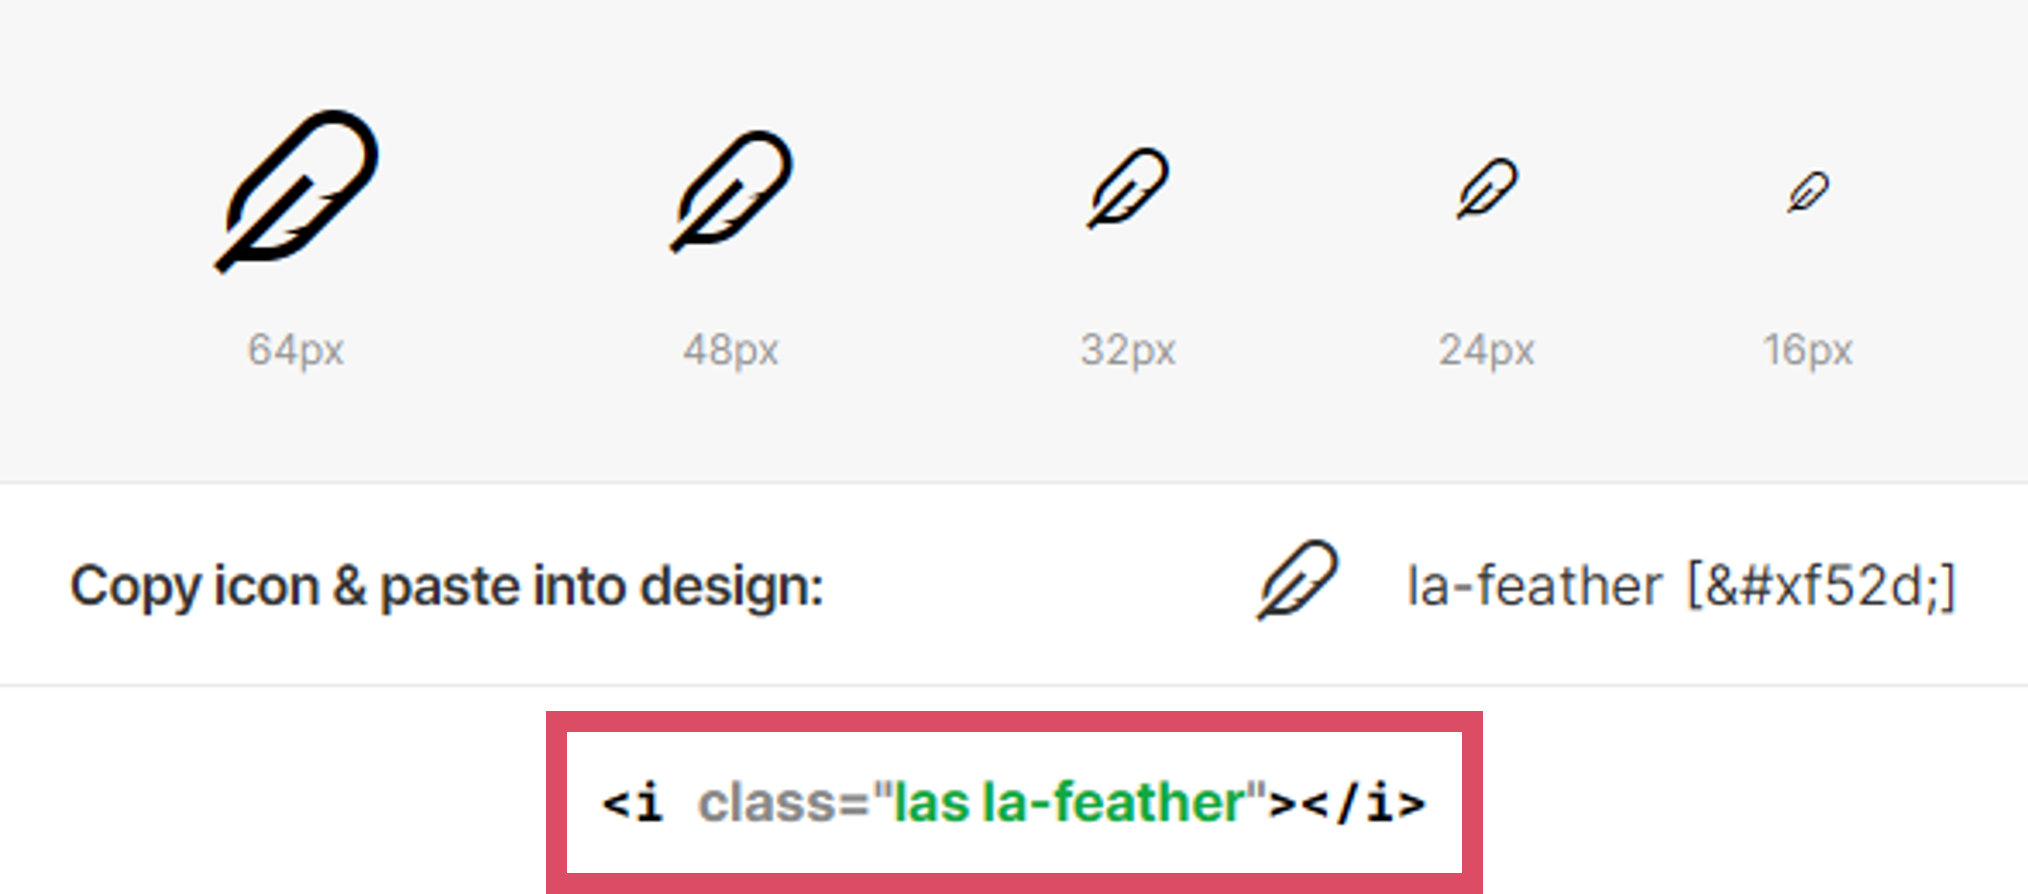 64px 48px 32px 24px 16px
Copy icon & paste into design: la-feather [&#xf52d;]
<i class="las la-feather"></i>